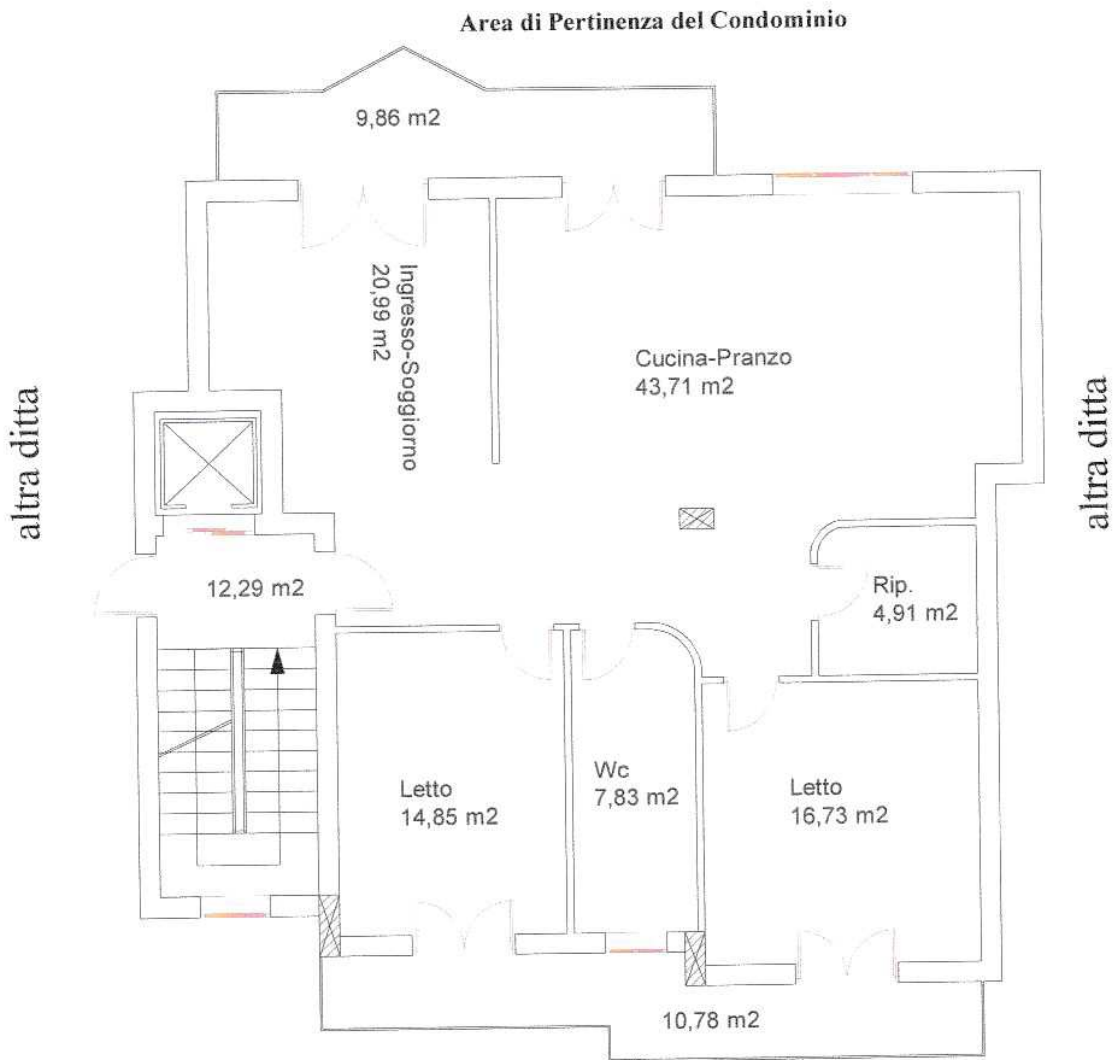 Area di Pertinenza del Condominio
9,86 m2
Ingresso-Soggiorno
20,99 m2
Cucina-Pranzo
43,71 m2
altra ditta
altra ditta
12,29 m2
Rip.
4,91 m2
Letto
14,85 m2
Wc
7,83 m2
Letto
16,73 m2
10,78 m2